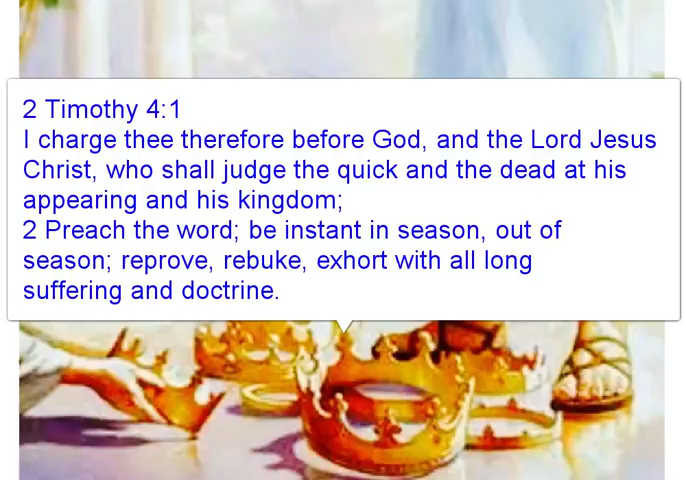 2 Timothy 4:1
I charge thee therefore before God, and the Lord Jesus
Christ, who shall judge the quick and the dead at his
appearing and his kingdom;
2 Preach the word; be instant in season, out of
season; reprove, rebuke, exhort with all long
suffering and doctrine.